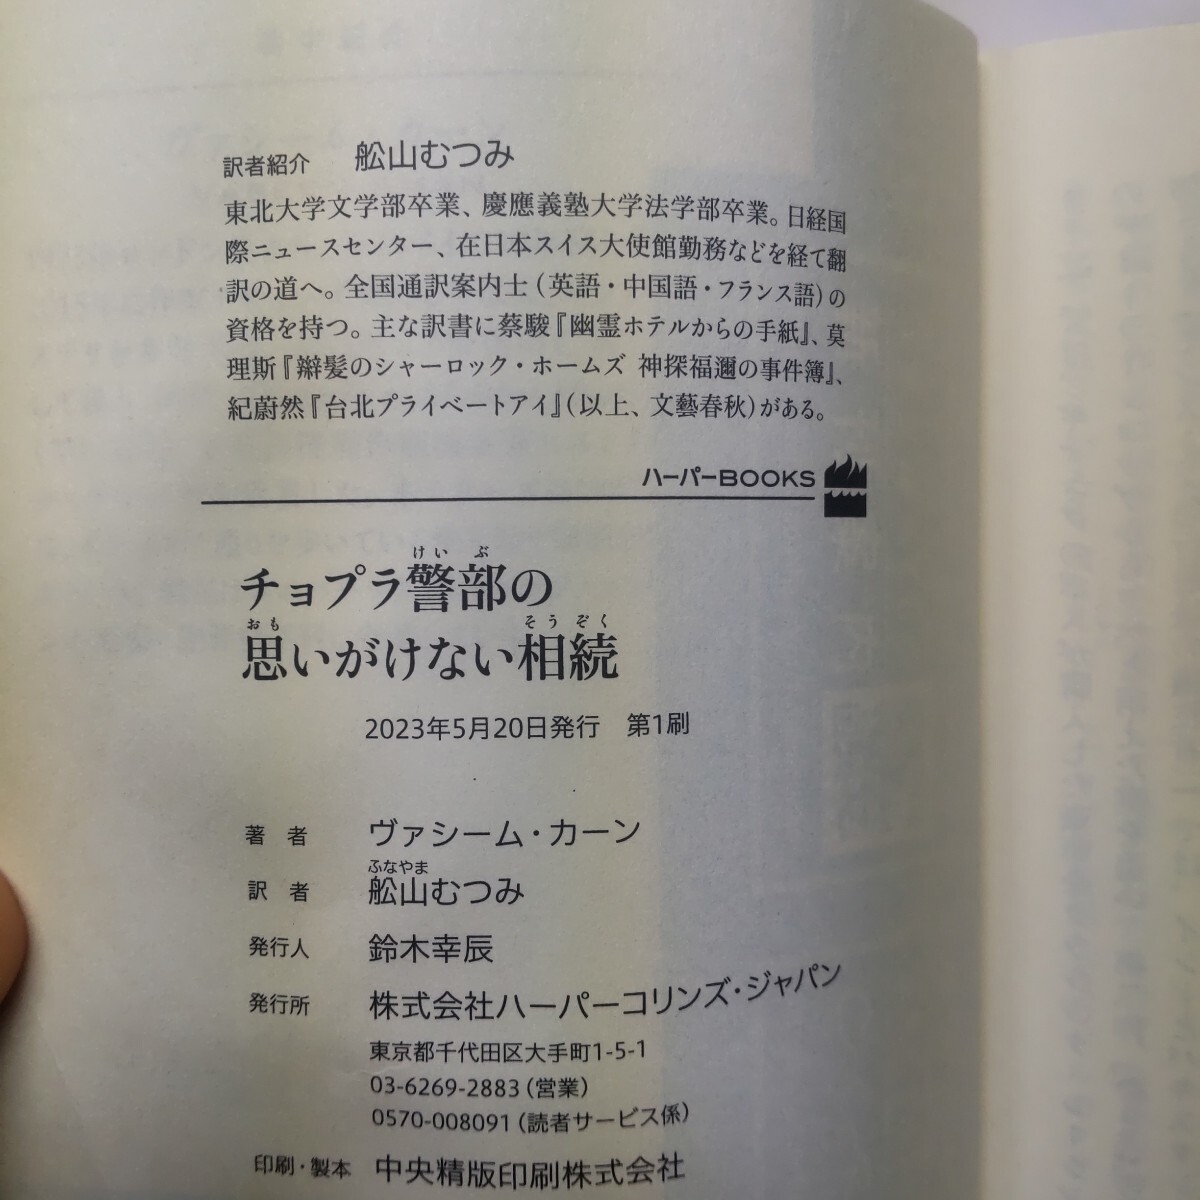 訳者紹介　舩山むつみ
東北大学文学部卒業、慶應義塾大学法学部卒業。日経国
際ニュースセンター、在日本スイス大使館勤務などを経て翻
訳の道へ。全国通訳案内士(英語・中国語・フランス語)の
資格を持つ。主な訳書に蔡駿『幽霊ホテルからの手紙』、莫
理斯『辮髪のシャーロック・ホームズ 神探福邇の事件簿』、
紀蔚然『台北プライベートアイ』(以上、文藝春秋)がある。
ハーパーBOOKS
けいぶ
チョプラ警部の
おも　そうぞく
思いがけない相続
2023年5月20日発行　第1刷
著　者　ヴァシーム・カーン
ふなやま
訳　者　舩山むつみ
発行人　鈴木幸辰
発行所　株式会社ハーパーコリンズ・ジャパン
東京都千代田区大手町1-5-1
03-6269-2883(営業)
0570-008091(読者サービス係)
印刷・製本　中央精版印刷株式会社